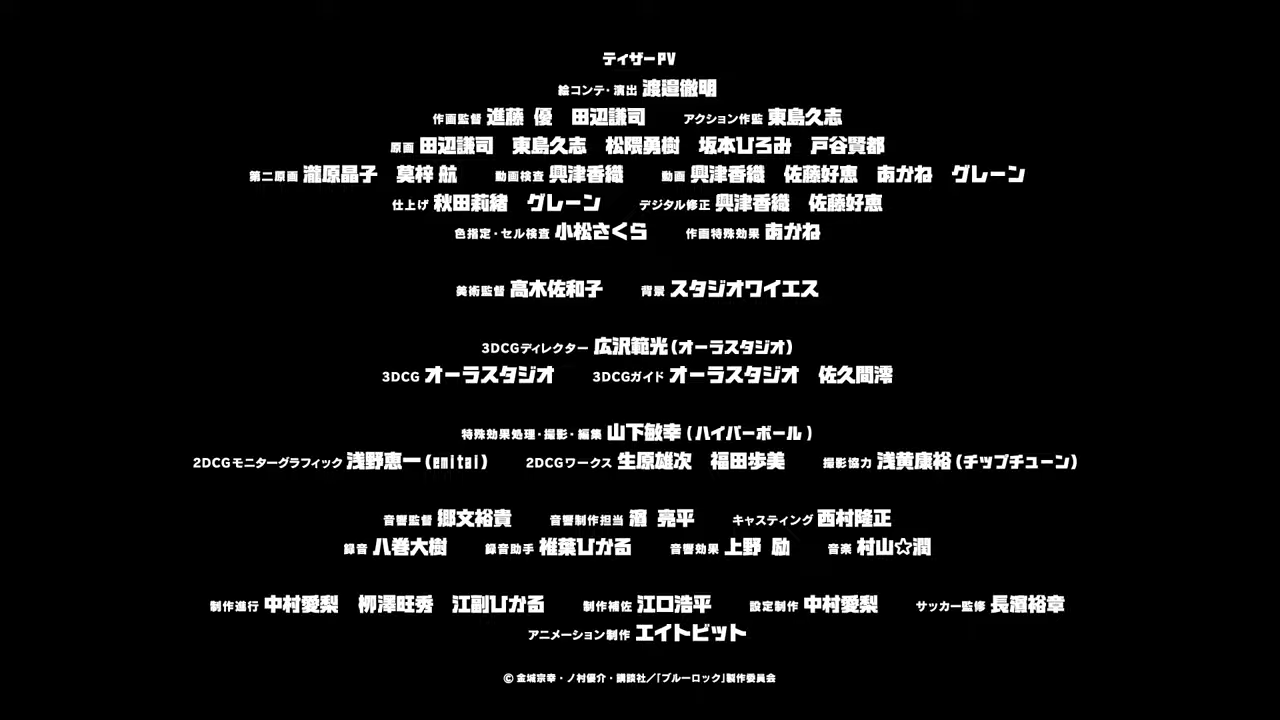 ティザーPV
絵コンテ・演出 渡邉徹明
作画監督 進藤 優　田辺謙司　アクション作監 東島久志
原画 田辺謙司　東島久志　松隈勇樹　坂本ひろみ　戸谷賢都
第二原画 瀧原晶子　莫梓 航　動画検査 興津香織　動画 興津香織　佐藤好恵　あかね　グレーン
仕上げ 秋田莉緒　グレーン　デジタル修正 興津香織　佐藤好恵
色指定・セル検査 小松さくら　作画特殊効果 あかね
美術監督 高木佐和子　背景 スタジオワイエス
3DCGディレクター 広沢範光(オーラスタジオ)
3DCG オーラスタジオ　3DCGガイド オーラスタジオ　佐久間澪
特殊効果処理・撮影・編集 山下敏幸(ハイパーボール)
2DCGモニターグラフィック 浅野恵一(emitai)　2DCGワークス 生原雄次　福田歩美　撮影協力 浅黄康裕(チップチューン)
音響監督 郷文裕貴　音響制作担当 濵 亮平　キャスティング 西村隆正
録音 八巻大樹　録音助手 椎葉ひかる　音響効果 上野 励　音楽 村山☆潤
制作進行 中村愛梨　柳澤旺秀　江副ひかる　制作補佐 江口浩平　設定制作 中村愛梨　サッカー監修 長濵裕章
アニメーション制作 エイトビット
© 金城宗幸・ノ村優介・講談社／「ブルーロック」製作委員会